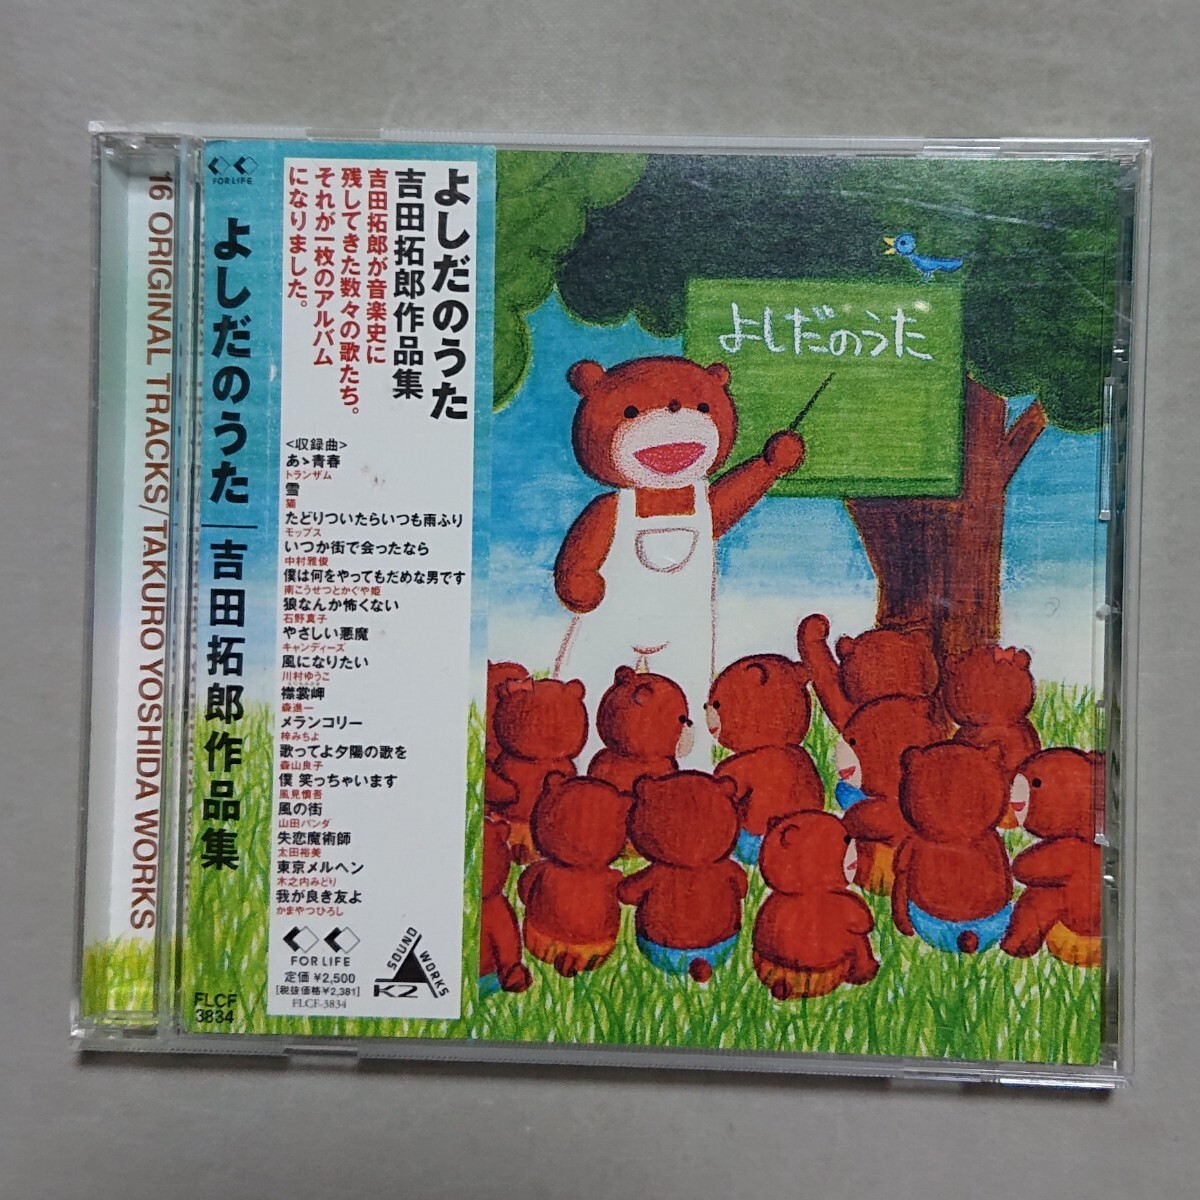 16 ORIGINAL TRACKS/TAKURO YOSHIDA WORKS
FOR LIFE
よしだのうた｜吉田拓郎作品集
FLCF
3834
よしだのうた
吉田拓郎作品集
吉田拓郎が音楽史に
残してきた数々の歌たち。
それが一枚のアルバム
になりました。
<収録曲>
あゝ青春
トランザム
雪
猫
たどりついたらいつも雨ふり
モップス
いつか街で会ったなら
中村雅俊
僕は何をやってもだめな男です
南こうせつとかぐや姫
狼なんか怖くない
石野真子
やさしい悪魔
キャンディーズ
風になりたい
川村ゆうこ
襟裳岬
森進一
メランコリー
梓みちよ
歌ってよ夕陽の歌を
森山良子
僕 笑っちゃいます
風見慎吾
風の街
山田パンダ
失恋魔術師
太田裕美
東京メルヘン
木之内みどり
我が良き友よ
かまやつひろし
FOR LIFE
定価 ¥2,500
[税抜価格¥2,381]
FLCF-3834
SOUND
WORKS
K2
よしだのうた